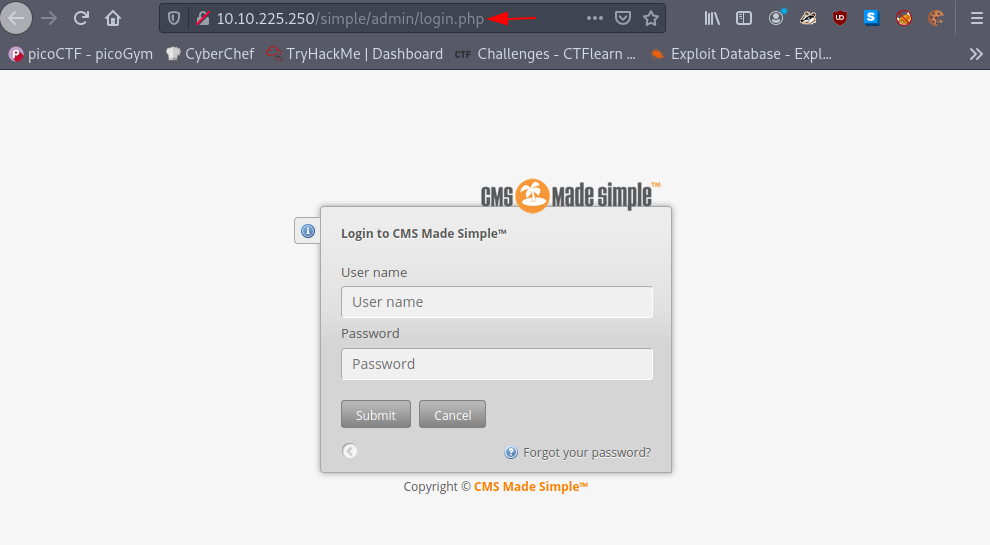 10.10.225.250/simple/admin/login.php
picoCTF - picoGym CyberChef TryHackMe | Dashboard CTF Challenges - CTFlearn ... Exploit Database - Expl...
CMS Made Simple™
Login to CMS Made Simple™
User name
User name
Password
Password
Submit Cancel
Forgot your password?
Copyright © CMS Made Simple™